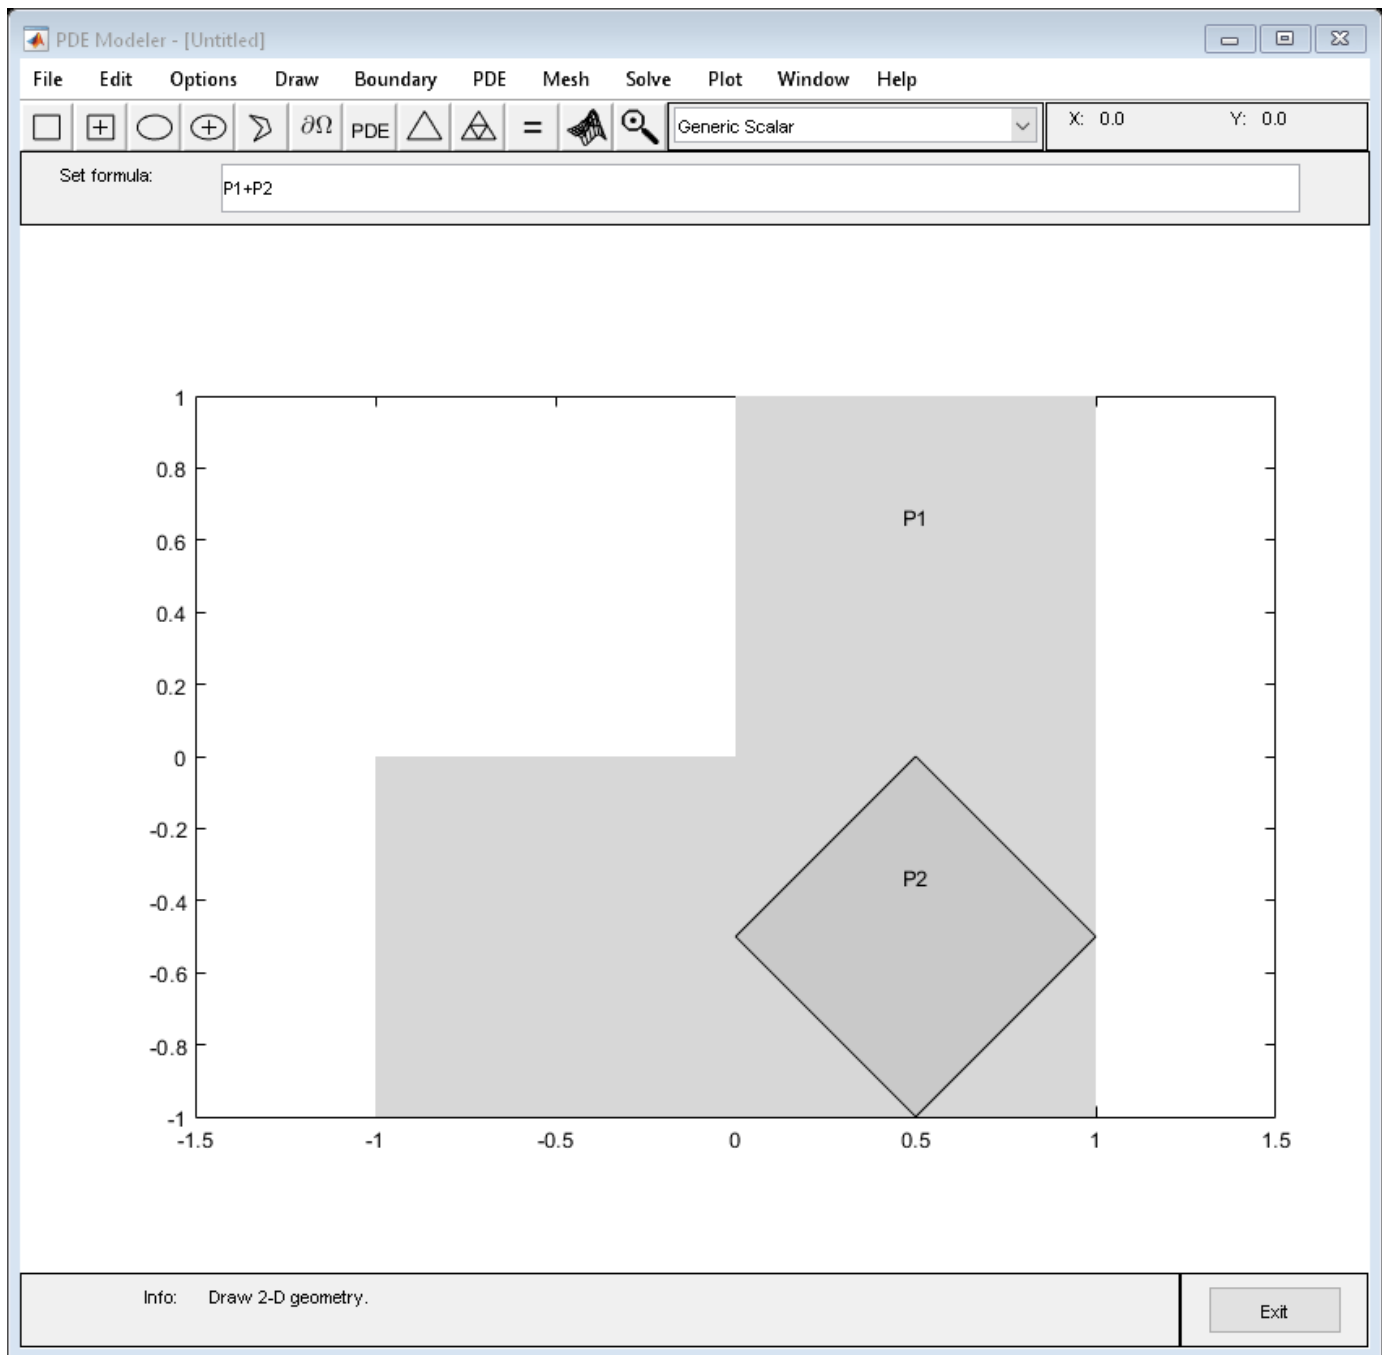 PDE Modeler - [Untitled]
File Edit Options Draw Boundary PDE Mesh Solve Plot Window Help
∂Ω PDE = Generic Scalar X: 0.0 Y: 0.0
Set formula: P1+P2
1
0.8
P1
0.6
0.4
0.2
0
-0.2
P2
-0.4
-0.6
-0.8
-1
-1.5 -1 -0.5 0 0.5 1 1.5
Info: Draw 2-D geometry. Exit